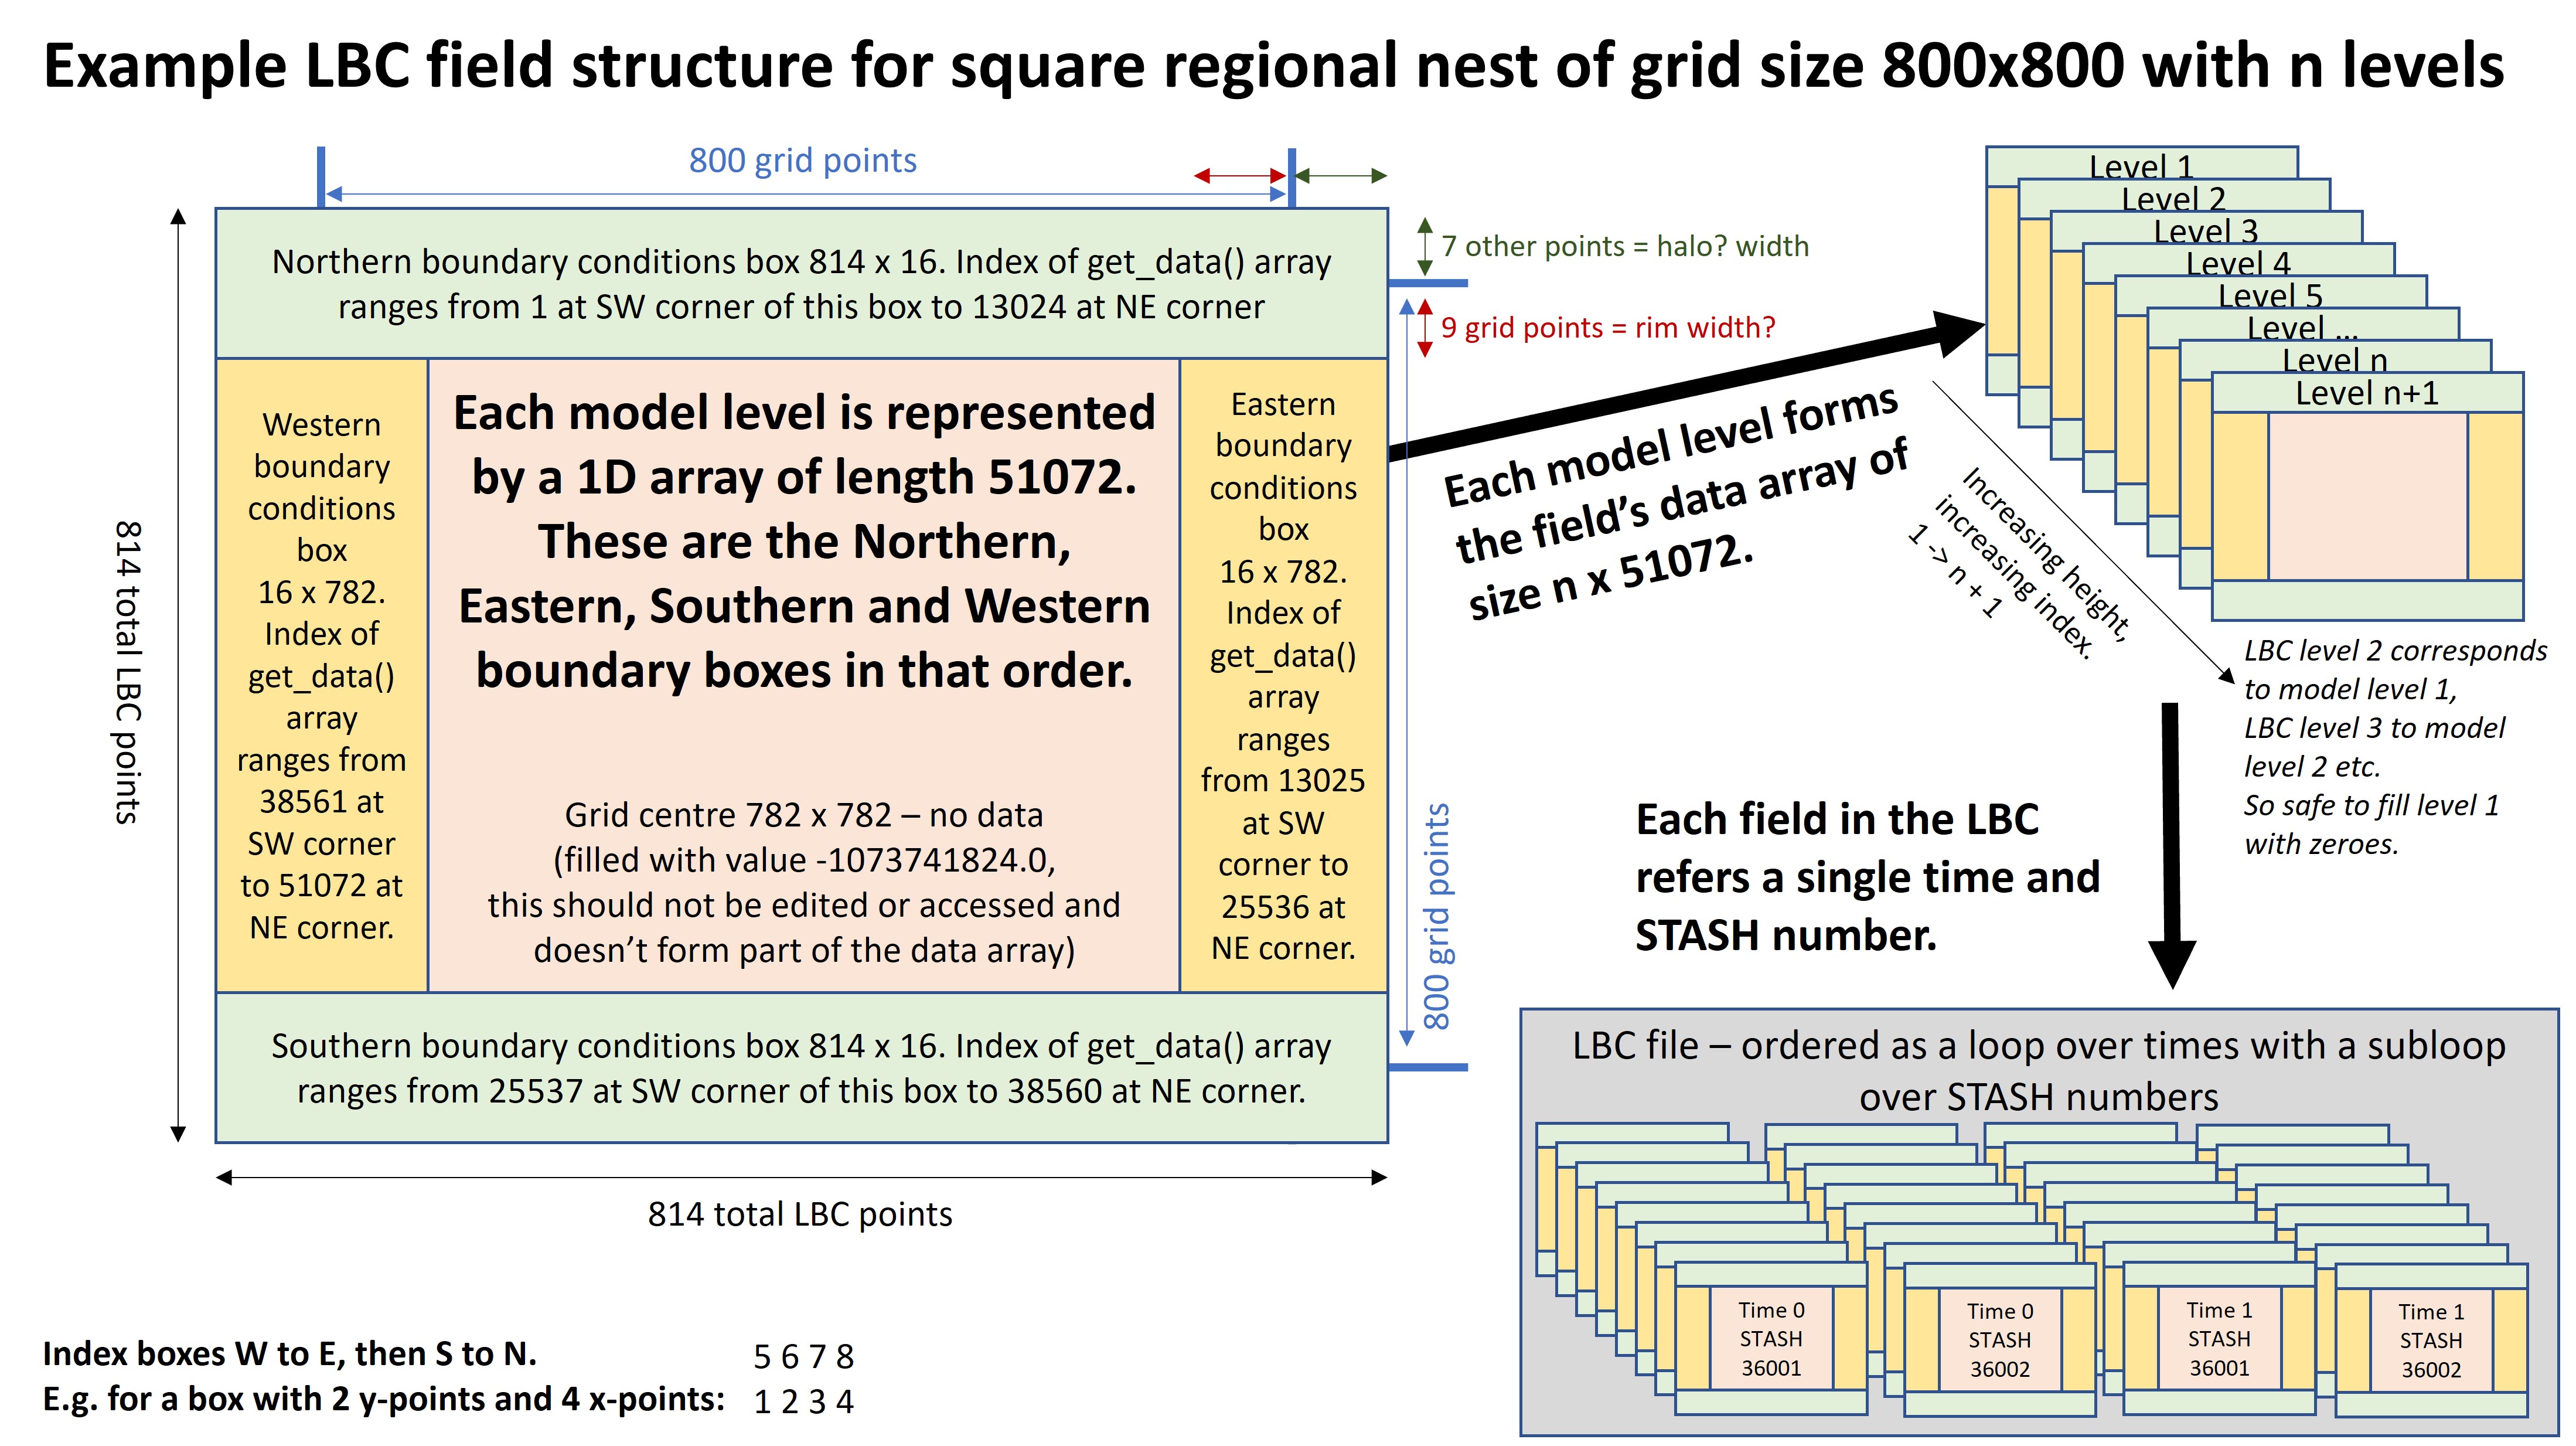 Example LBC field structure for square regional nest of grid size 800x800 with n levels
800 grid points
814 total LBC points
Northern boundary conditions box 814 x 16. Index of get_data() array
ranges from 1 at SW corner of this box to 13024 at NE corner
7 other points = halo? width
9 grid points = rim width?
Western
boundary
conditions
box
16 x 782.
Index of
get_data()
array
ranges from
38561 at
SW corner
to 51072 at
NE corner.
Each model level is represented
by a 1D array of length 51072.
These are the Northern,
Eastern, Southern and Western
boundary boxes in that order.
Grid centre 782 x 782 – no data
(filled with value -1073741824.0,
this should not be edited or accessed and
doesn’t form part of the data array)
Eastern
boundary
conditions
box
16 x 782.
Index of
get_data()
array
ranges
from 13025
at SW
corner to
25536 at
NE corner.
800 grid points
Southern boundary conditions box 814 x 16. Index of get_data() array
ranges from 25537 at SW corner of this box to 38560 at NE corner.
814 total LBC points
Index boxes W to E, then S to N.
E.g. for a box with 2 y-points and 4 x-points:
5 6 7 8
1 2 3 4
Each model level forms
the field’s data array of
size n x 51072.
Level 1
Level 2
Level 3
Level 4
Level 5
Level ...
Level n
Level n+1
Increasing height,
increasing index.
1 -> n + 1
LBC level 2 corresponds
to model level 1,
LBC level 3 to model
level 2 etc.
So safe to fill level 1
with zeroes.
Each field in the LBC
refers a single time and
STASH number.
LBC file – ordered as a loop over times with a subloop
over STASH numbers
Time 0
STASH
36001
Time 0
STASH
36002
Time 1
STASH
36001
Time 1
STASH
36002